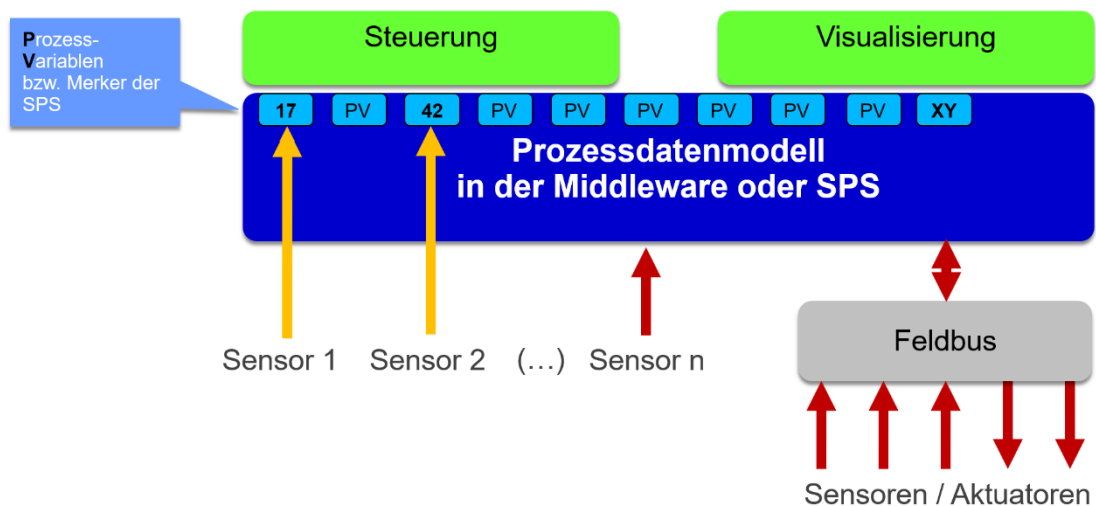 Prozess-
Variablen
bzw. Merker der
SPS
Steuerung
Visualisierung
17 PV 42 PV PV PV PV PV PV XY
Prozessdatenmodell
in der Middleware oder SPS
Sensor 1 Sensor 2 (…) Sensor n
Feldbus
Sensoren / Aktuatoren